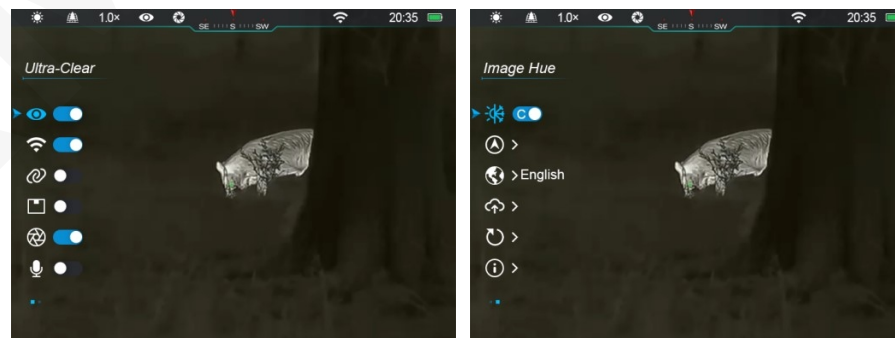 1.0×
SE S SW
20:35
Ultra-Clear
1.0×
SE S SW
20:35
Image Hue
C
English